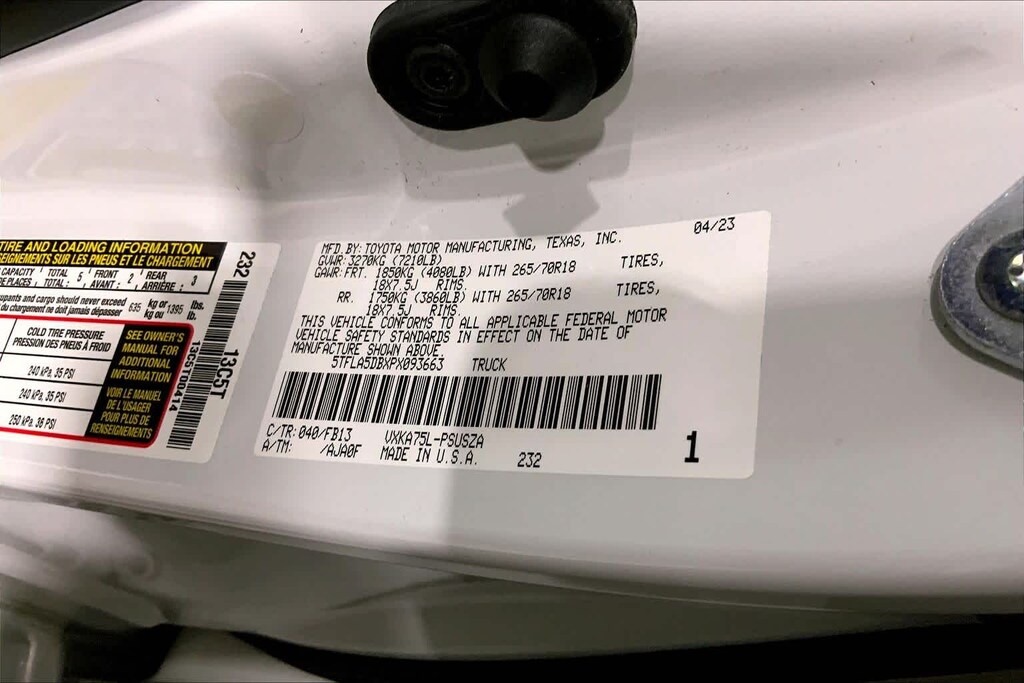 TIRE AND LOADING INFORMATION
SEIGNEMENTS SUR LES PNEUS ET LE CHARGEMENT
CAPACITY TOTAL 5 FRONT 2 REAR 3
DE PLACES TOTAL: AVANT: ARRIÈRE:
upants and cargo should never exceed 635 kg or 1395 lbs.
du chargement ne doit jamais dépasser kg ou lb.
COLD TIRE PRESSURE
PRESSION DES PNEUS À FROID
240 kPa, 35 PSI
240 kPa, 35 PSI
250 kPa, 36 PSI
SEE OWNER'S
MANUAL FOR
ADDITIONAL
INFORMATION
VOIR LE MANUEL
DE L'USAGER
POUR PLUS DE
RENSEIGNEMENTS
232
13C5T
13C5T00414
04/23
MFD. BY: TOYOTA MOTOR MANUFACTURING, TEXAS, INC.
GVWR: 3270KG (7210LB)
GAWR: FRT. 1850KG (4080LB) WITH 265/70R18 TIRES,
18X7.5J RIMS.
RR. 1750KG (3860LB) WITH 265/70R18 TIRES,
18X7.5J RIMS.
THIS VEHICLE CONFORMS TO ALL APPLICABLE FEDERAL MOTOR
VEHICLE SAFETY STANDARDS IN EFFECT ON THE DATE OF
MANUFACTURE SHOWN ABOVE.
5TFLA5DBXPX093663 TRUCK
C/TR: 040/FB13 VXKA75L-PSUSZA
A/TM: /AJA0F MADE IN U.S.A. 232
1